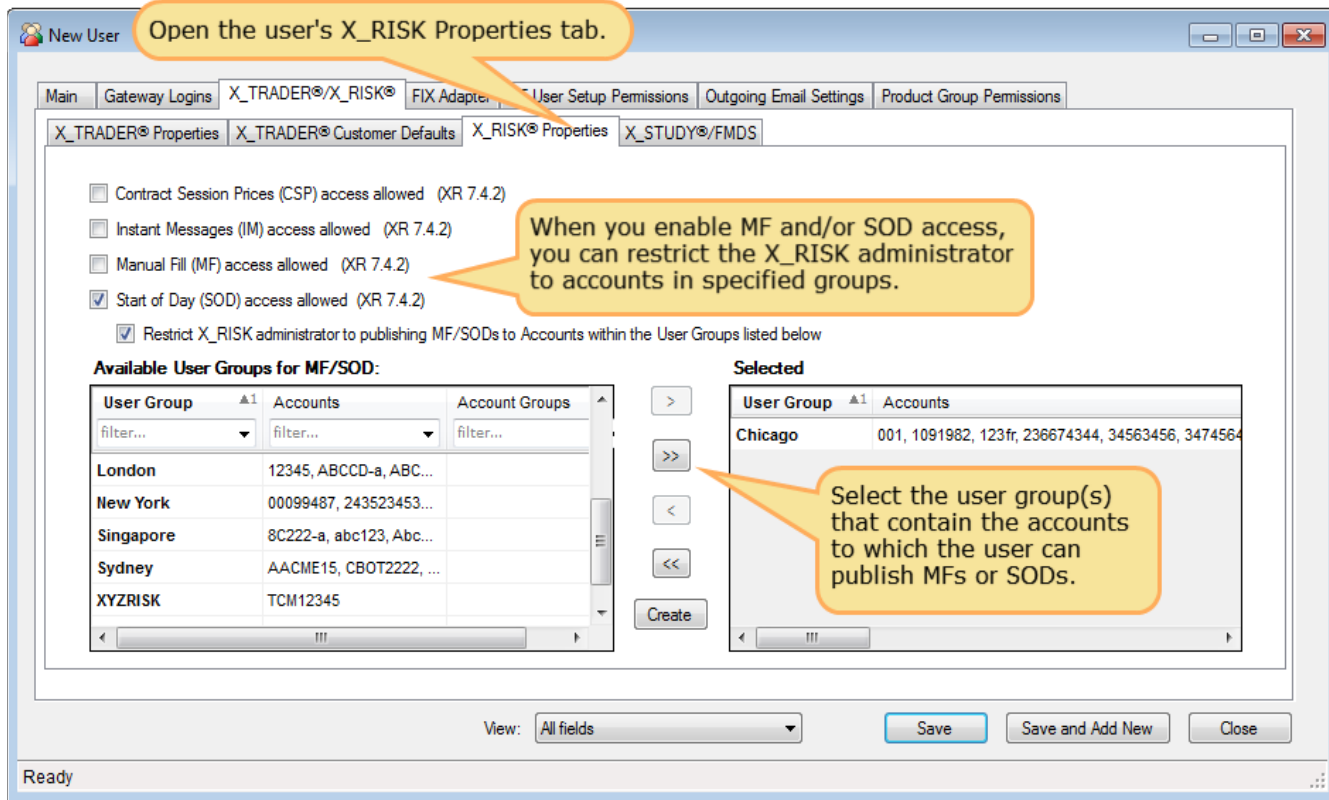 New User
Open the user's X_RISK Properties tab.
Main Gateway Logins X_TRADER®/X_RISK® FIX Adapter User Setup Permissions Outgoing Email Settings Product Group Permissions
X_TRADER® Properties X_TRADER® Customer Defaults X_RISK® Properties X_STUDY®/FMDS
Contract Session Prices (CSP) access allowed (XR 7.4.2)
Instant Messages (IM) access allowed (XR 7.4.2)
Manual Fill (MF) access allowed (XR 7.4.2)
Start of Day (SOD) access allowed (XR 7.4.2)
When you enable MF and/or SOD access,
you can restrict the X_RISK administrator
to accounts in specified groups.
Restrict X_RISK administrator to publishing MF/SODs to Accounts within the User Groups listed below
Available User Groups for MF/SOD:
User Group 1 Accounts Account Groups
filter... filter... filter...
London 12345, ABCCD-a, ABC...
New York 00099487, 243523453...
Singapore 8C222-a, abc123, Abc...
Sydney AACME15, CBOT2222, ...
XYZRISK TCM12345
>
>>
<
<<
Create
Selected
User Group 1 Accounts
Chicago 001, 1091982, 123fr, 236674344, 34563456, 3474564
Select the user group(s)
that contain the accounts
to which the user can
publish MFs or SODs.
View: All fields Save Save and Add New Close
Ready